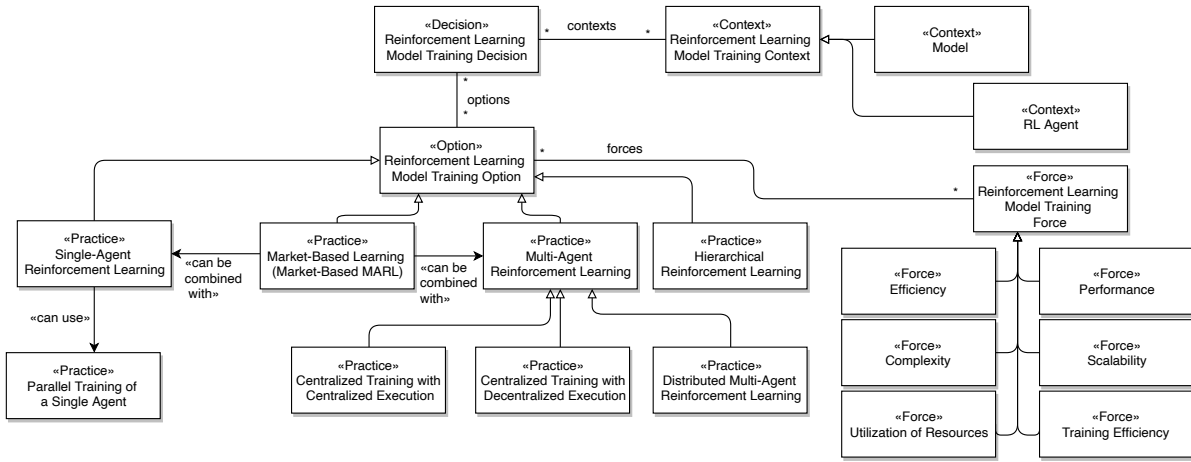 «Decision»
Reinforcement Learning
Model Training Decision
*
contexts
*
«Context»
Reinforcement Learning
Model Training Context
«Context»
Model
«Context»
RL Agent
*
options
*
«Option»
Reinforcement Learning
Model Training Option
*
forces
*
«Force»
Reinforcement Learning
Model Training
Force
«Practice»
Single-Agent
Reinforcement Learning
«can be
combined
with»
«Practice»
Market-Based Learning
(Market-Based MARL)
«can be
combined
with»
«Practice»
Multi-Agent
Reinforcement Learning
«Practice»
Hierarchical
Reinforcement Learning
«can use»
«Practice»
Parallel Training of
a Single Agent
«Practice»
Centralized Training with
Centralized Execution
«Practice»
Centralized Training with
Decentralized Execution
«Practice»
Distributed Multi-Agent
Reinforcement Learning
«Force»
Efficiency
«Force»
Performance
«Force»
Complexity
«Force»
Scalability
«Force»
Utilization of Resources
«Force»
Training Efficiency